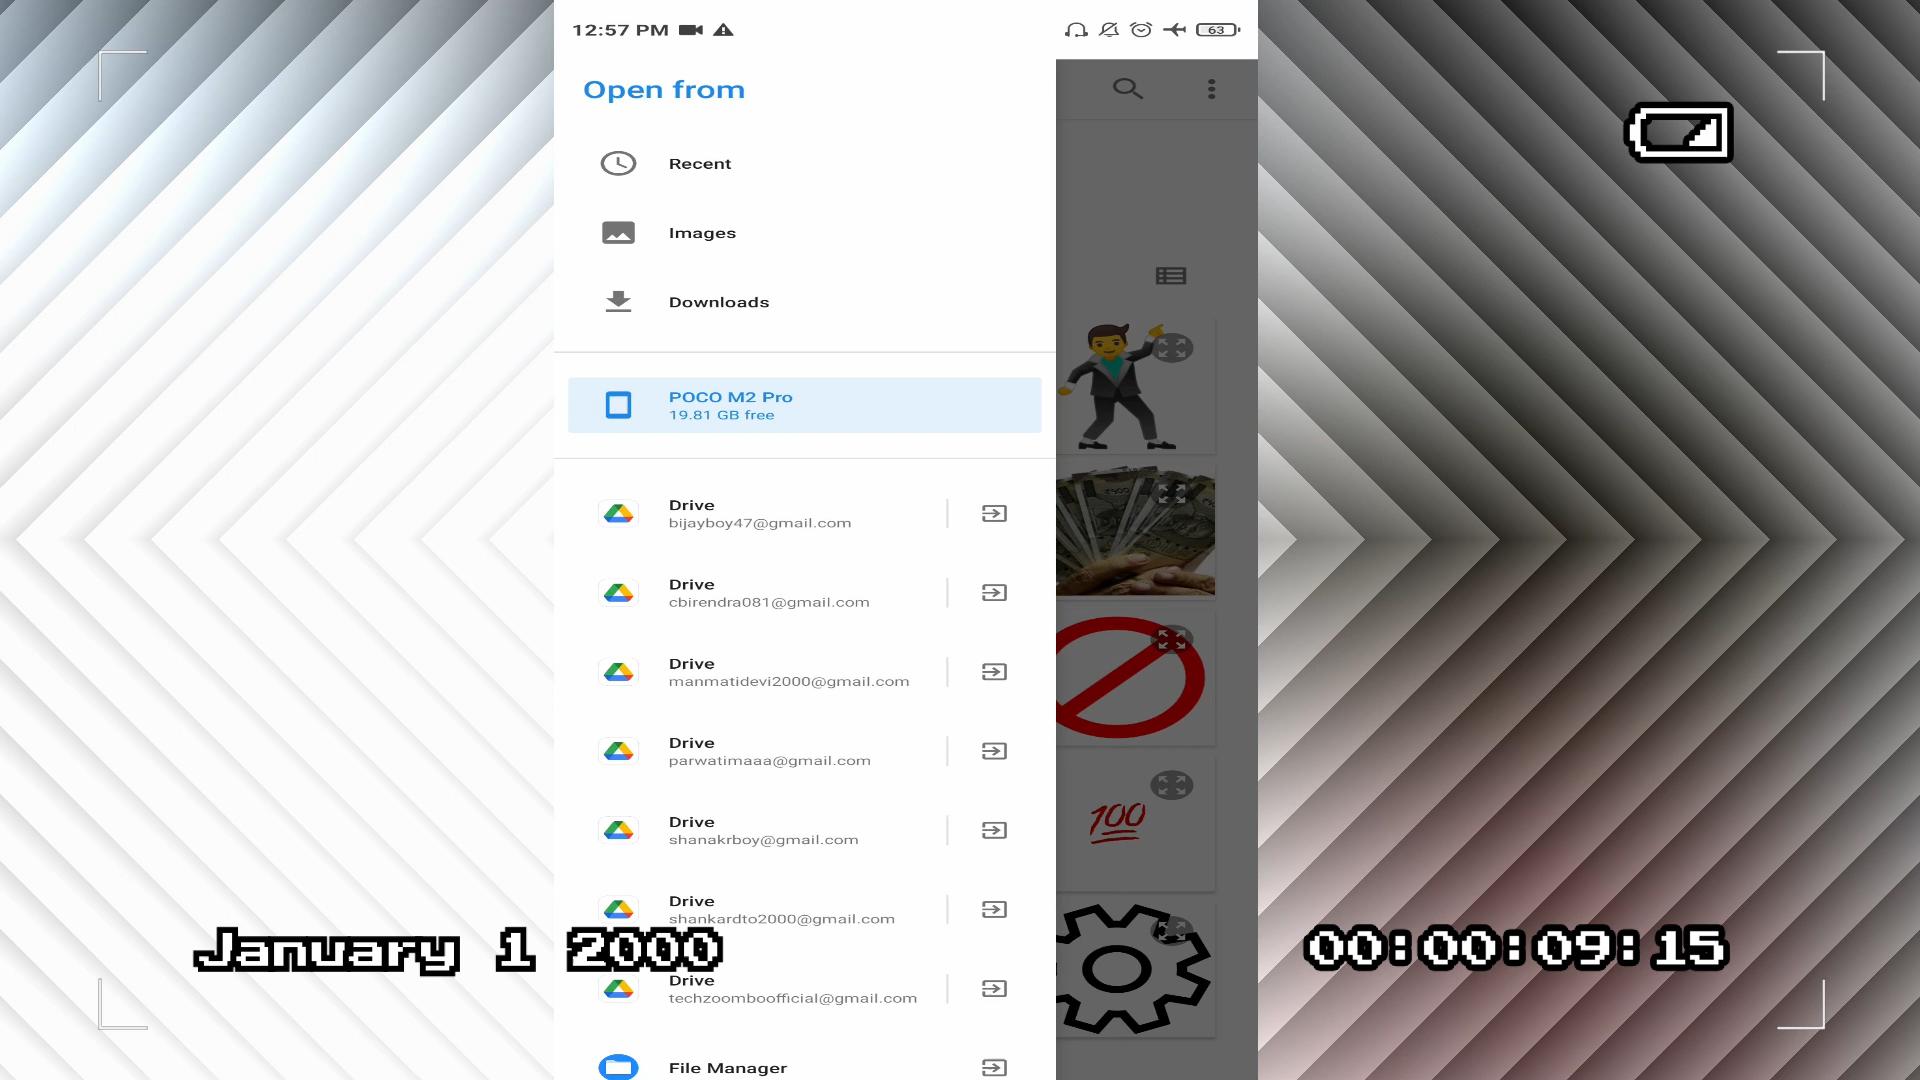 12:57 PM
63
Open from
Recent
Images
Downloads
POCO M2 Pro
19.81 GB free
Drive
bijayboy47@gmail.com
Drive
cbirendra081@gmail.com
Drive
manmatidevi2000@gmail.com
Drive
parwatimaaa@gmail.com
Drive
shanakrboy@gmail.com
Drive
shankardto2000@gmail.com
January 1 2000
00:00:09:15
Drive
techzoomboofficial@gmail.com
File Manager
100